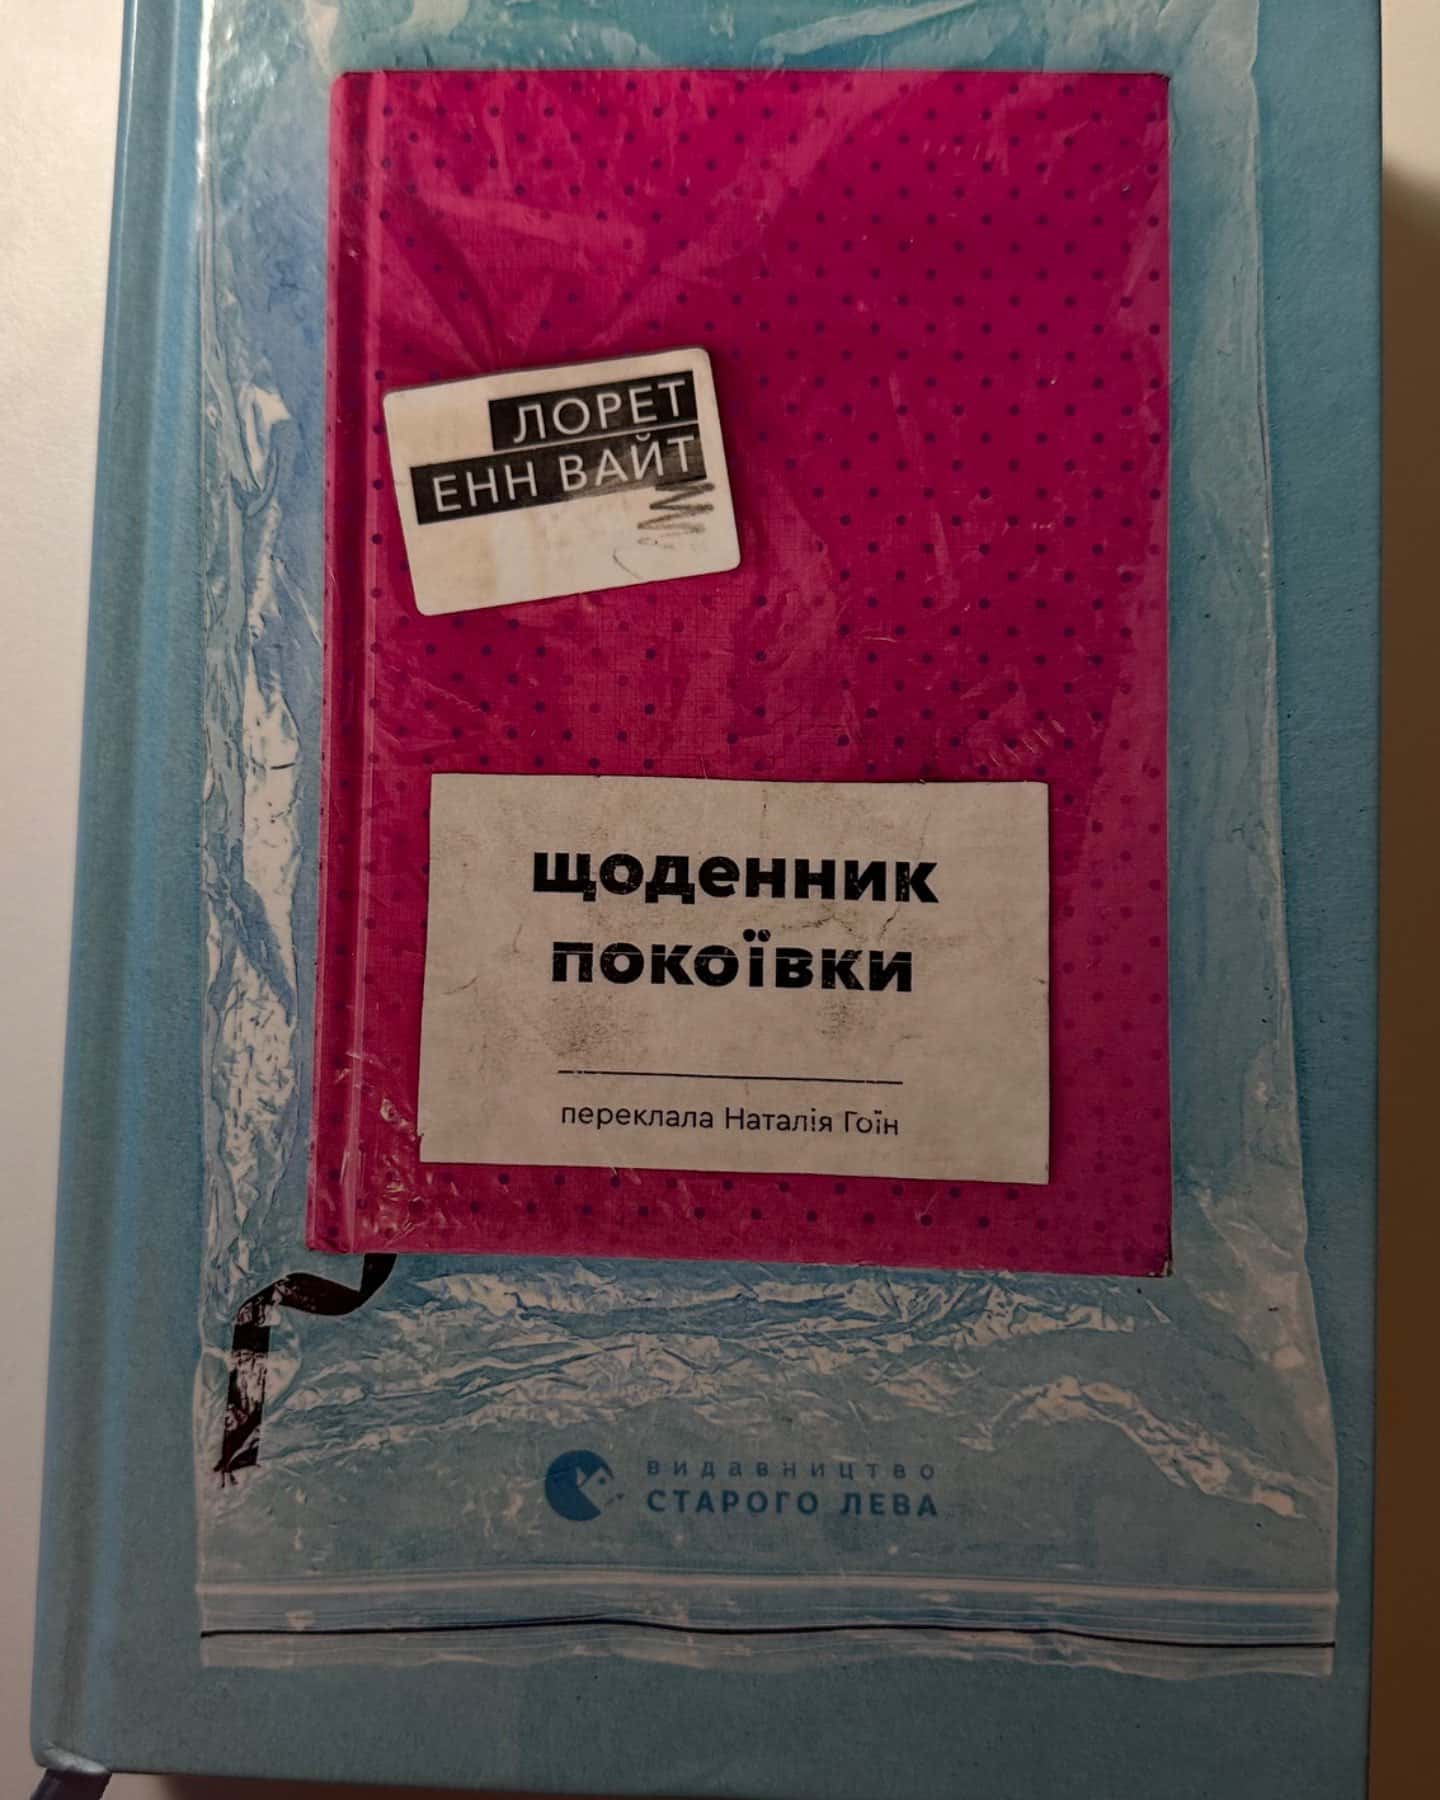 ЛОРЕТ
ЕНН ВАЙТ
щоденник
покоївки
переклала Наталія Гоїн
видавництво
СТАРОГО ЛЕВА